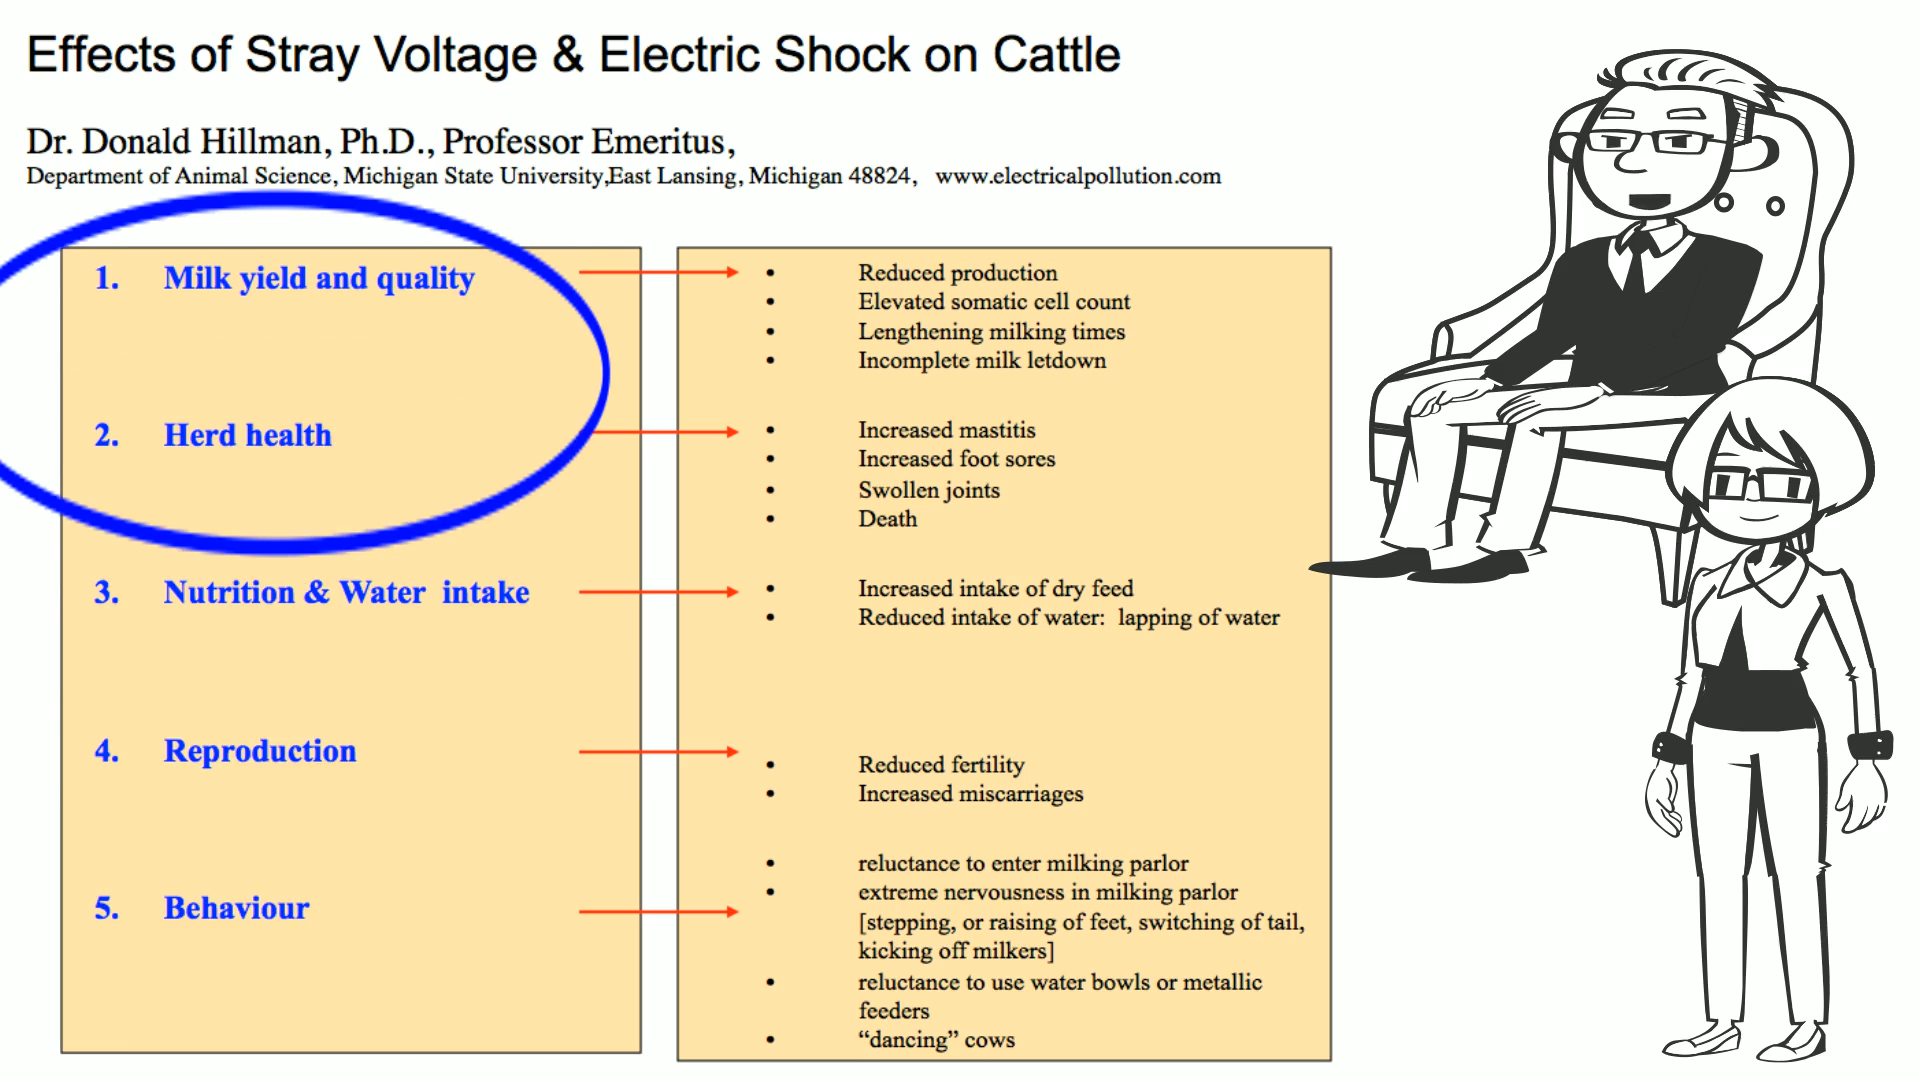 Effects of Stray Voltage & Electric Shock on Cattle
Dr. Donald Hillman, Ph.D., Professor Emeritus,
Department of Animal Science, Michigan State University,East Lansing, Michigan 48824, www.electricalpollution.com
1. Milk yield and quality
• Reduced production
• Elevated somatic cell count
• Lengthening milking times
• Incomplete milk letdown
2. Herd health
• Increased mastitis
• Increased foot sores
• Swollen joints
• Death
3. Nutrition & Water intake
• Increased intake of dry feed
• Reduced intake of water: lapping of water
4. Reproduction
• Reduced fertility
• Increased miscarriages
5. Behaviour
• reluctance to enter milking parlor
• extreme nervousness in milking parlor
[stepping, or raising of feet, switching of tail,
kicking off milkers]
• reluctance to use water bowls or metallic
feeders
• “dancing” cows